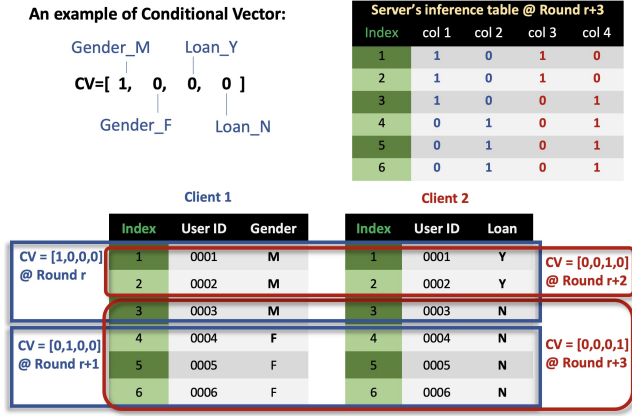 An example of Conditional Vector:
Gender_M Loan_Y
CV=[ 1, 0, 0, 0 ]
Gender_F Loan_N
Server's inference table @ Round r+3
Index col 1 col 2 col 3 col 4
1 1 0 1 0
2 1 0 1 0
3 1 0 0 1
4 0 1 0 1
5 0 1 0 1
6 0 1 0 1
Client 1
Index User ID Gender
1 0001 M
2 0002 M
3 0003 M
4 0004 F
5 0005 F
6 0006 F
Client 2
Index User ID Loan
1 0001 Y
2 0002 Y
3 0003 N
4 0004 N
5 0005 N
6 0006 N
CV = [1,0,0,0]
@ Round r
CV = [0,1,0,0]
@ Round r+1
CV = [0,0,1,0]
@ Round r+2
CV = [0,0,0,1]
@ Round r+3